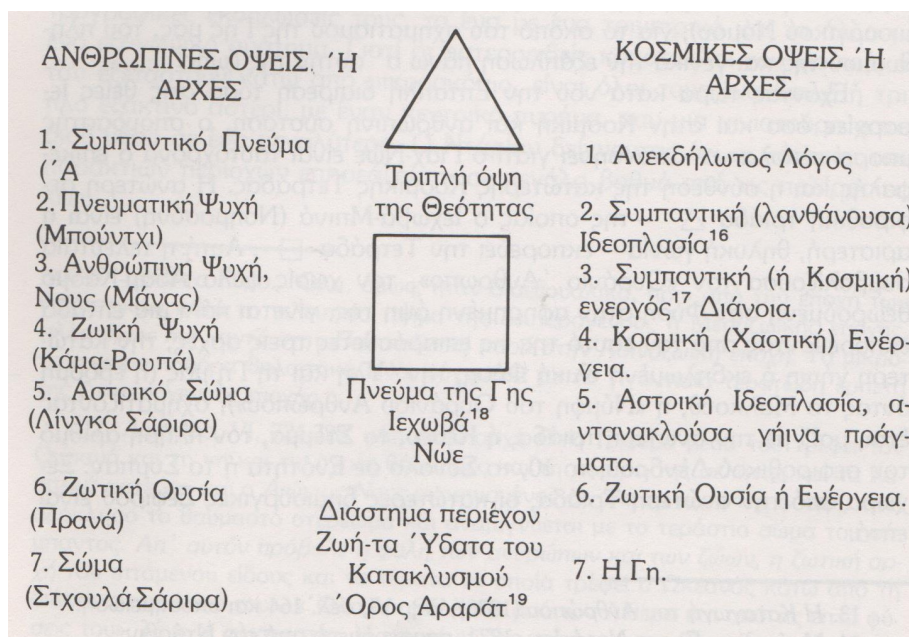 ΑΝΘΡΩΠΙΝΕΣ ΟΨΕΙΣ Ή
ΑΡΧΕΣ
1. Συμπαντικό Πνεύμα
(΄Α
2. Πνευματική Ψυχή
(Μπούντχι)
3. Ανθρώπινη Ψυχή,
Νους (Μάνας)
4. Ζωική Ψυχή
(Κάμα-Ρουπά)
5. Αστρικό Σώμα
(Λίνγκα Σαρίρα)
6. Ζωτική Ουσία
(Πρανά)
7. Σώμα
(Στχουλά Σάριρα)
Τριπλή όψη
της Θεότητας
Πνεύμα της Γης
Ιεχωβά¹⁸
Νώε
Διάστημα περιέχον
Ζωή-τα Ύδατα του
Κατακλυσμού
΄Ορος Αραράτ¹⁹
ΚΟΣΜΙΚΕΣ ΟΨΕΙΣ Ή
ΑΡΧΕΣ
1. Ανεκδήλωτος Λόγος
2. Συμπαντική (Λανθάνουσα)
Ιδεοπλασία¹⁶
3. Συμπαντική (ή Κοσμική)
ενεργός¹⁷ Διάνοια.
4. Κοσμική (Χαοτική) Ενέρ-
γεια.
5. Αστρική Ιδεοπλασία, α-
ντανακλούσα γήινα πράγ-
ματα.
6. Ζωτική Ουσία ή Ενέργεια.
7. Η Γη.